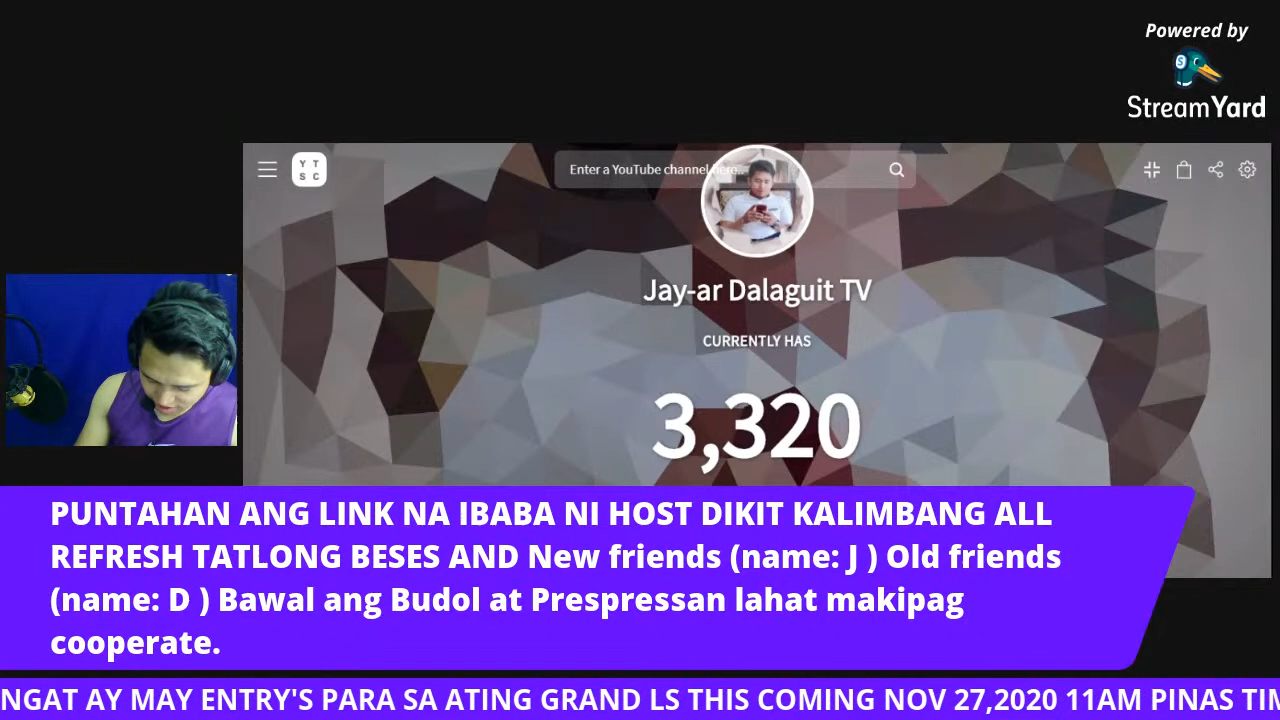 Powered by
StreamYard
Y T
S C
Enter a YouTube channel here...
Jay-ar Dalaguit TV
CURRENTLY HAS
3,320
PUNTAHAN ANG LINK NA IBABA NI HOST DIKIT KALIMBANG ALL
REFRESH TATLONG BESES AND New friends (name: J ) Old friends
(name: D ) Bawal ang Budol at Prespressan lahat makipag
cooperate.
NGAT AY MAY ENTRY'S PARA SA ATING GRAND LS THIS COMING NOV 27,2020 11AM PINAS TIM